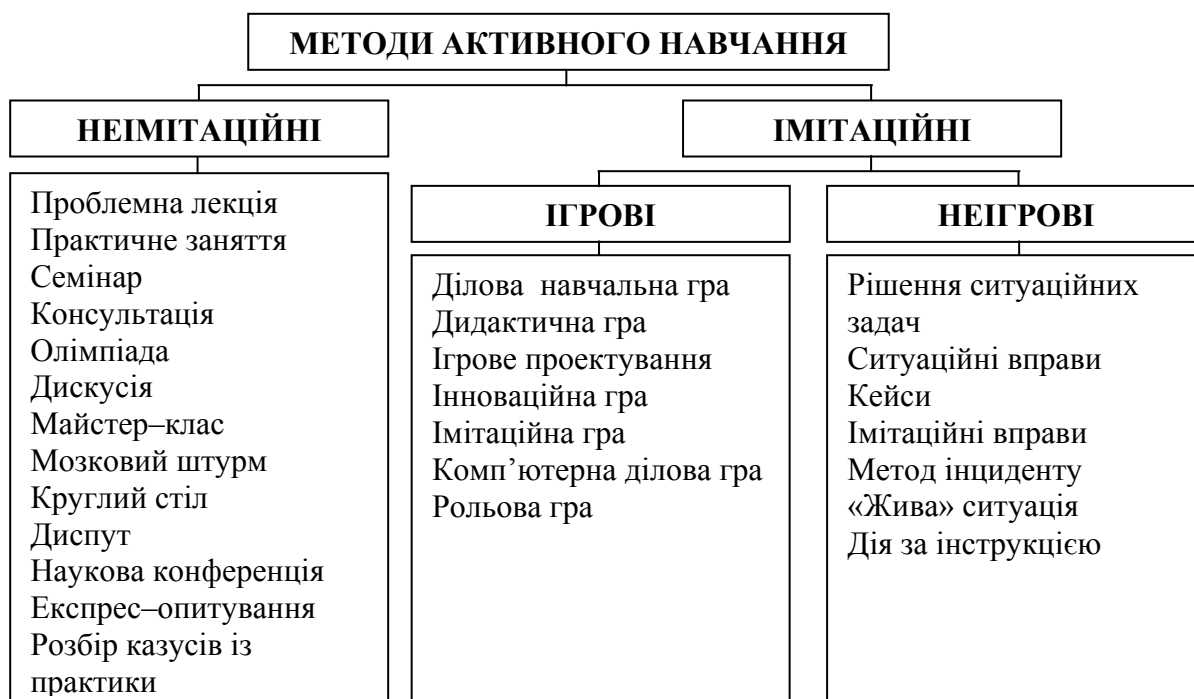 МЕТОДИ АКТИВНОГО НАВЧАННЯ
НЕІМІТАЦІЙНІ
ІМІТАЦІЙНІ
Проблемна лекція
Практичне заняття
Семінар
Консультація
Олімпіада
Дискусія
Майстер–клас
Мозковий штурм
Круглий стіл
Диспут
Наукова конференція
Експрес–опитування
Розбір казусів із
практики
ІГРОВІ
Ділова навчальна гра
Дидактична гра
Ігрове проектування
Інноваційна гра
Імітаційна гра
Комп’ютерна ділова гра
Рольова гра
НЕІГРОВІ
Рішення ситуаційних
задач
Ситуаційні вправи
Кейси
Імітаційні вправи
Метод інциденту
«Жива» ситуація
Дія за інструкцією